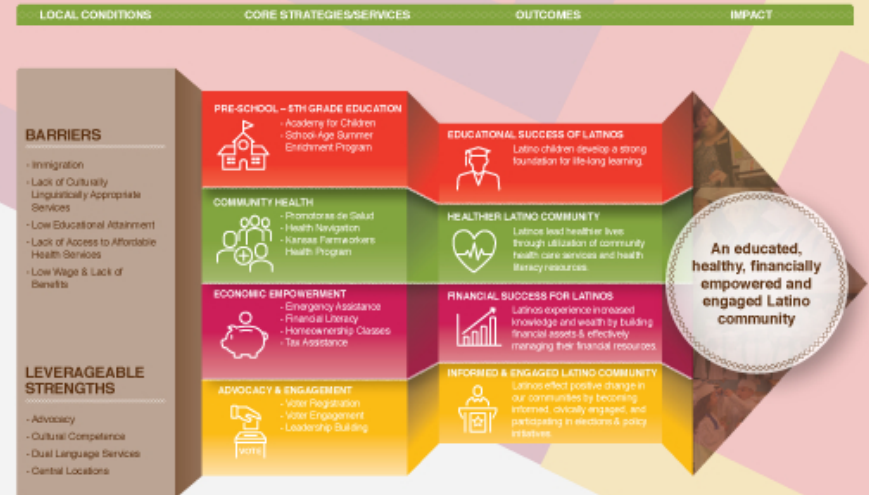 LOCAL CONDITIONS
CORE STRATEGIES/SERVICES
OUTCOMES
IMPACT
BARRIERS
- Immigration
- Lack of Culturally
Linguistically Appropriate
Services
- Low Educational Attainment
- Lack of Access to Affordable
Health Services
- Low Wage & Lack of
Benefits
LEVERAGEABLE
STRENGTHS
- Advocacy
- Cultural Competence
- Dual Language Services
- Central Locations
PRE-SCHOOL – 5TH GRADE EDUCATION
- Academy for Children
- School-Age Summer
Enrichment Program
COMMUNITY HEALTH
- Promotoras de Salud
- Health Navigation
- Kansas Farmworkers
Health Program
ECONOMIC EMPOWERMENT
- Emergency Assistance
- Financial Literacy
- Homeownership Classes
- Tax Assistance
ADVOCACY & ENGAGEMENT
- Voter Registration
- Voter Engagement
- Leadership Building
VOTE
EDUCATIONAL SUCCESS OF LATINOS
Latino children develop a strong
foundation for life-long learning.
HEALTHIER LATINO COMMUNITY
Latinos lead healthier lives
through utilization of community
health care services and health
literacy resources.
FINANCIAL SUCCESS FOR LATINOS
Latinos experience increased
knowledge and wealth by building
financial assets & effectively
managing their financial resources.
INFORMED & ENGAGED LATINO COMMUNITY
Latinos effect positive change in
our communities by becoming
informed, civically engaged, and
participating in elections & policy
initiatives.
An educated,
healthy, financially
empowered and
engaged Latino
community